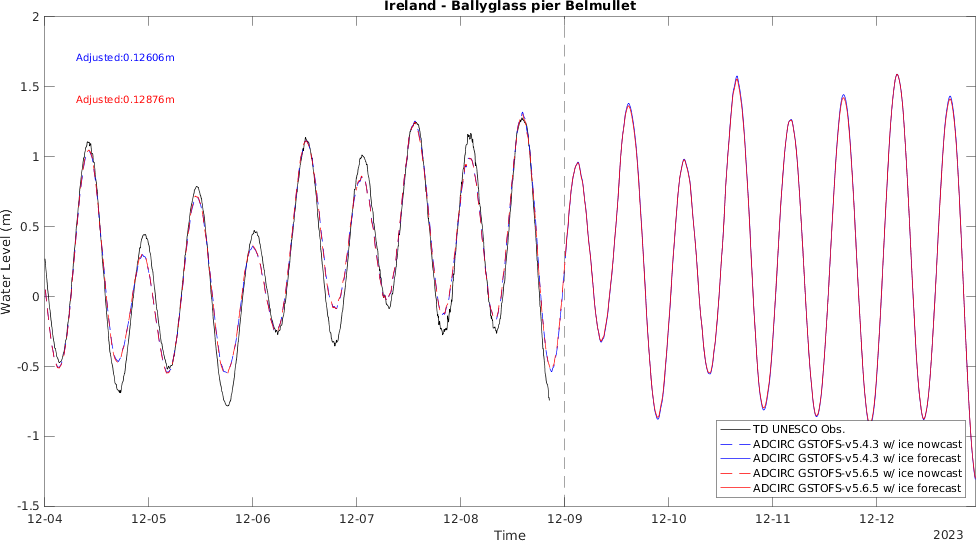 Ireland - Ballyglass pier Belmullet
Adjusted:0.12606m
Adjusted:0.12876m
Water Level (m)
2
1.5
1
0.5
0
-0.5
-1
-1.5
TD UNESCO Obs.
ADCIRC GSTOFS-v5.4.3 w/ ice nowcast
ADCIRC GSTOFS-v5.4.3 w/ ice forecast
ADCIRC GSTOFS-v5.6.5 w/ ice nowcast
ADCIRC GSTOFS-v5.6.5 w/ ice forecast
12-04 12-05 12-06 12-07 12-08 12-09 12-10 12-11 12-12
Time
2023